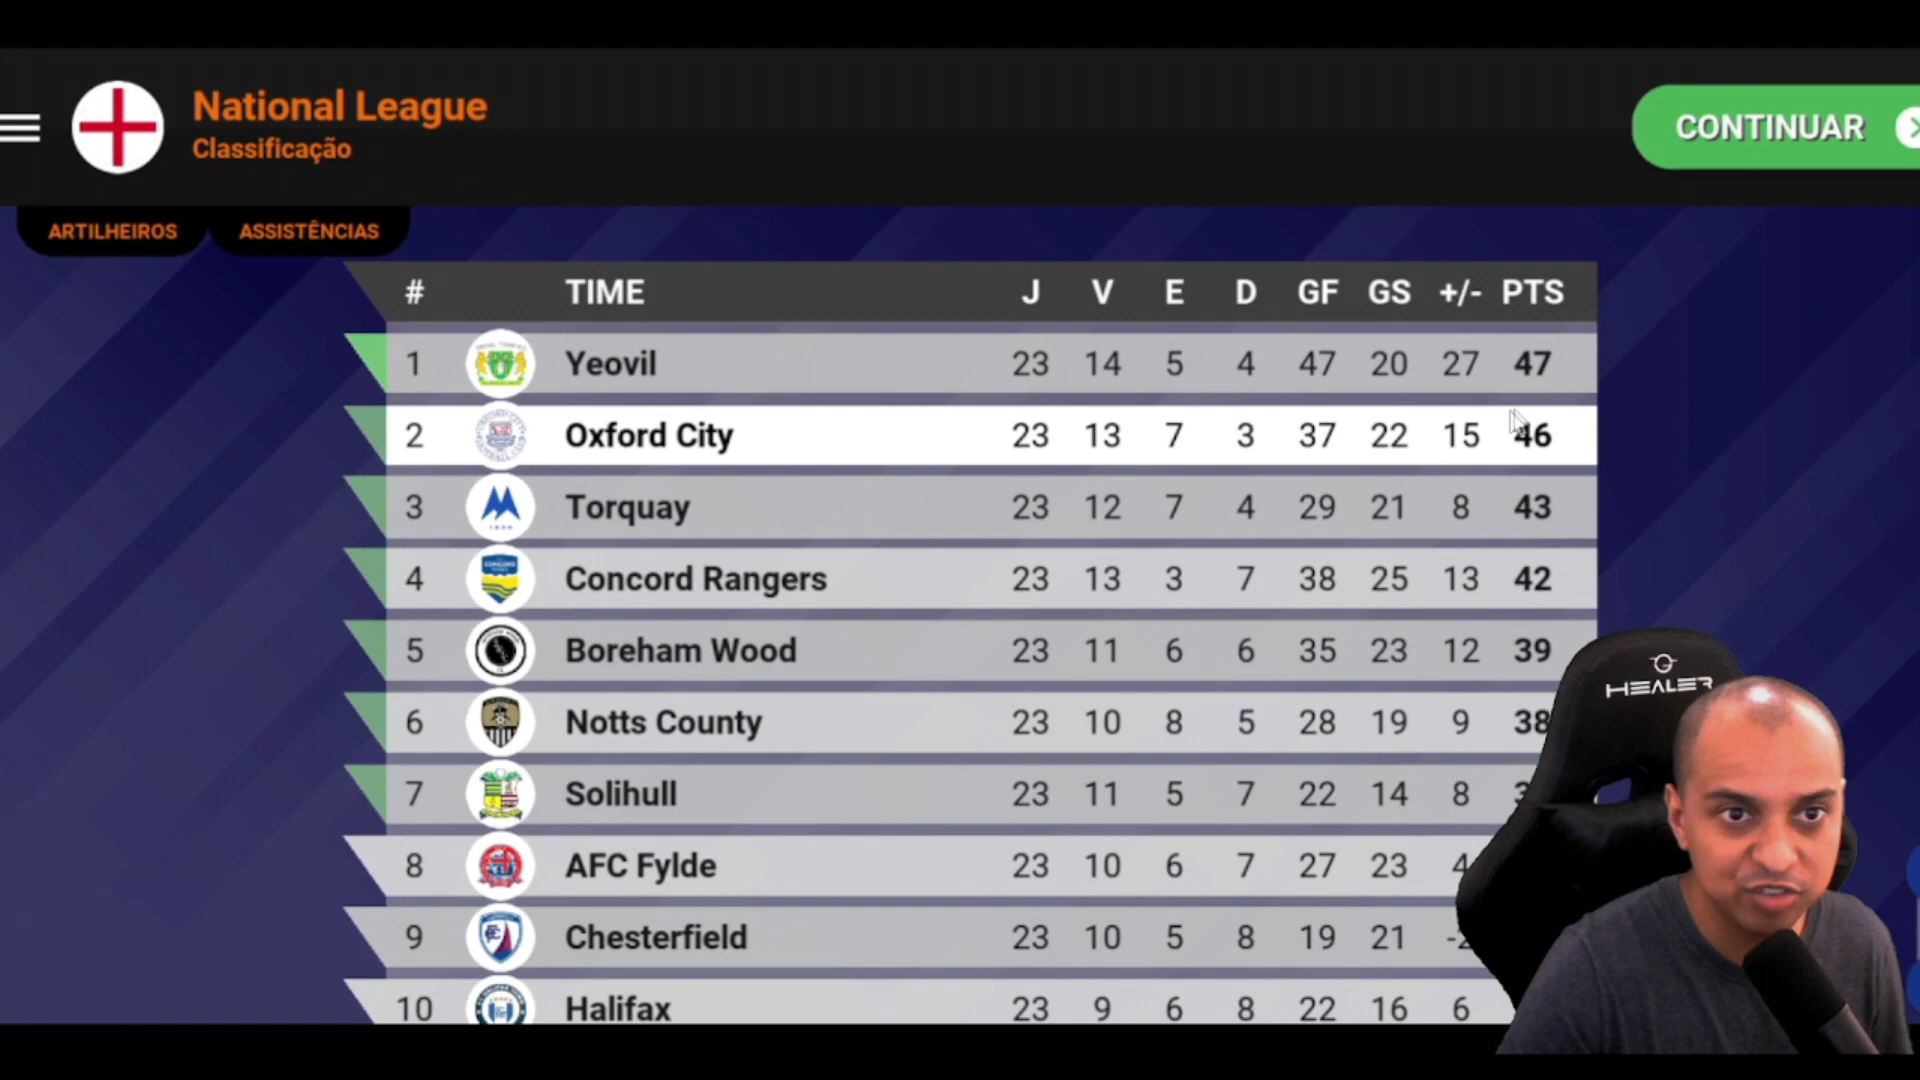 National League
Classificação
CONTINUAR
ARTILHEIROS ASSISTÊNCIAS
# TIME J V E D GF GS +/- PTS
1 Yeovil 23 14 5 4 47 20 27 47
2 Oxford City 23 13 7 3 37 22 15 46
3 Torquay 23 12 7 4 29 21 8 43
4 Concord Rangers 23 13 3 7 38 25 13 42
5 Boreham Wood 23 11 6 6 35 23 12 39
6 Notts County 23 10 8 5 28 19 9 38
7 Solihull 23 11 5 7 22 14 8
8 AFC Fylde 23 10 6 7 27 23 4
9 Chesterfield 23 10 5 8 19 21 -2
10 Halifax 23 9 6 8 22 16 6
HEALER